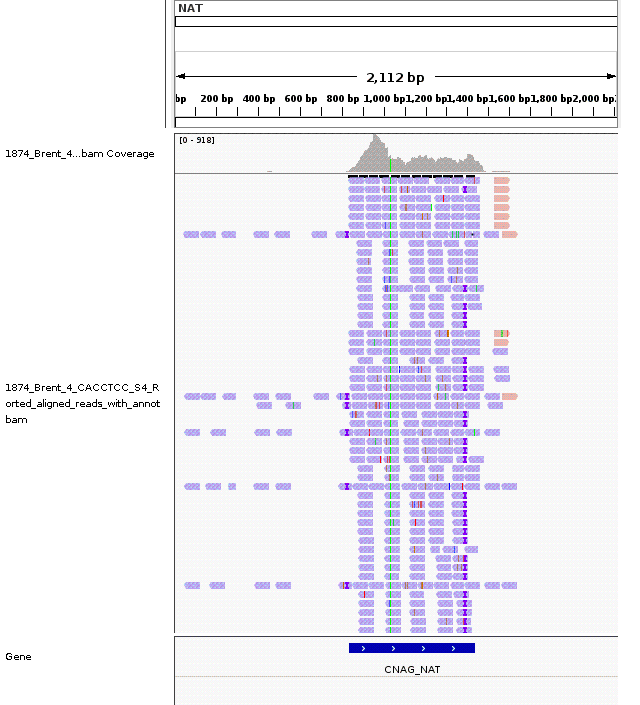 NAT
2,112 bp
bp 200 bp 400 bp 600 bp 800 bp 1,000 bp 1,200 bp 1,400 bp 1,600 bp 1,800 bp 2,000 bp
[0 - 918]
1874_Brent_4...bam Coverage
1874_Brent_4_CACCTCC_S4_R
orted_aligned_reads_with_annot
bam
Gene
CNAG_NAT